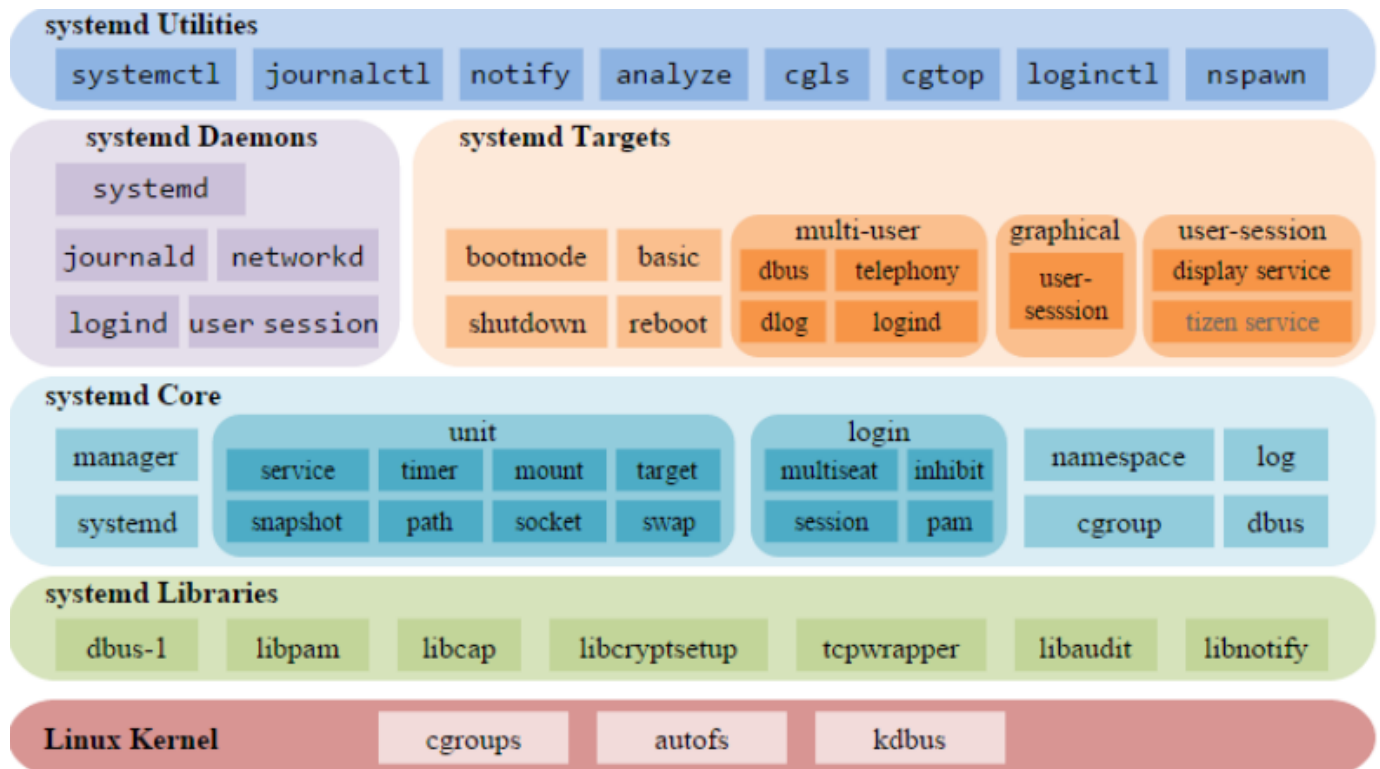 systemd Utilities
systemctl journalctl notify analyze cgls cgtop loginctl nspawn
systemd Daemons
systemd
journald networkd
logind user session
systemd Targets
bootmode basic
shutdown reboot
multi-user
dbus telephony
dlog logind
graphical
user-
sesssion
user-session
display service
tizen service
systemd Core
manager
systemd
unit
service timer mount target
snapshot path socket swap
login
multiseat inhibit
session pam
namespace log
cgroup dbus
systemd Libraries
dbus-1 libpam libcap libcryptsetup tcpwrapper libaudit libnotify
Linux Kernel cgroups autofs kdbus